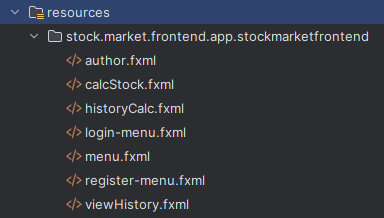 resources
stock.market.frontend.app.stockmarketfrontend
author.fxml
calcStock.fxml
historyCalc.fxml
login-menu.fxml
menu.fxml
register-menu.fxml
viewHistory.fxml